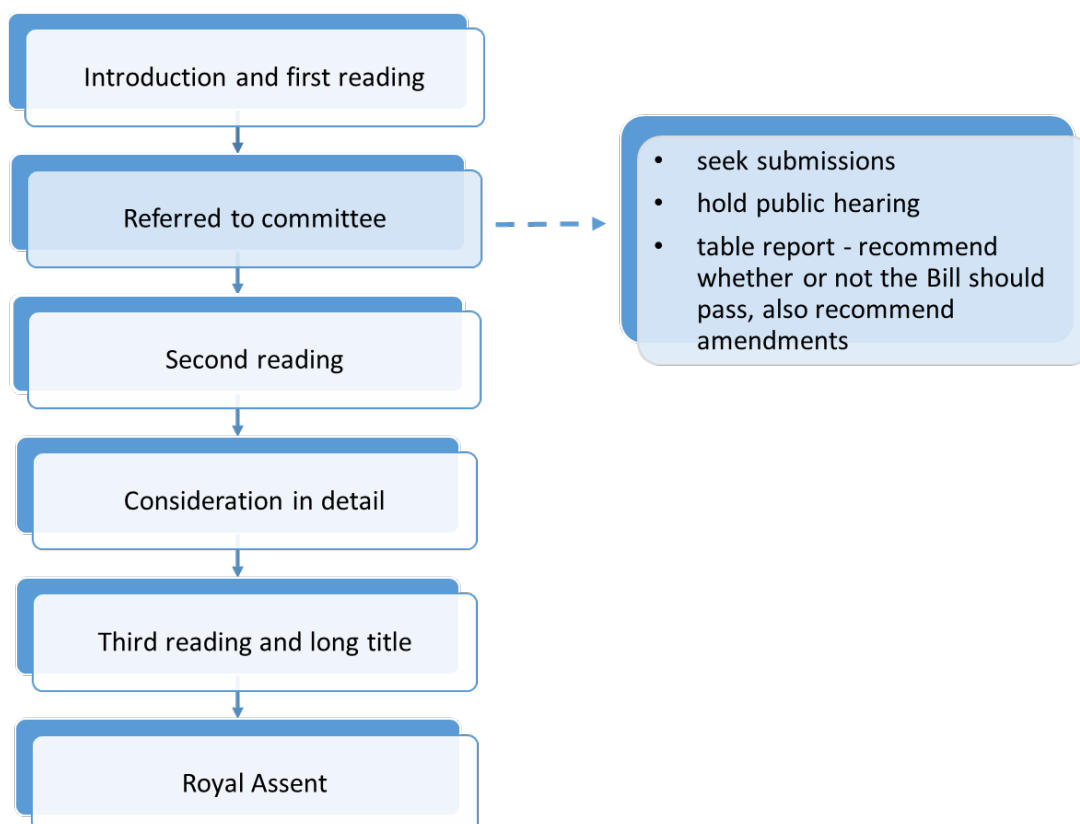 Introduction and first reading
Referred to committee
• seek submissions
• hold public hearing
• table report - recommend
whether or not the Bill should
pass, also recommend
amendments
Second reading
Consideration in detail
Third reading and long title
Royal Assent